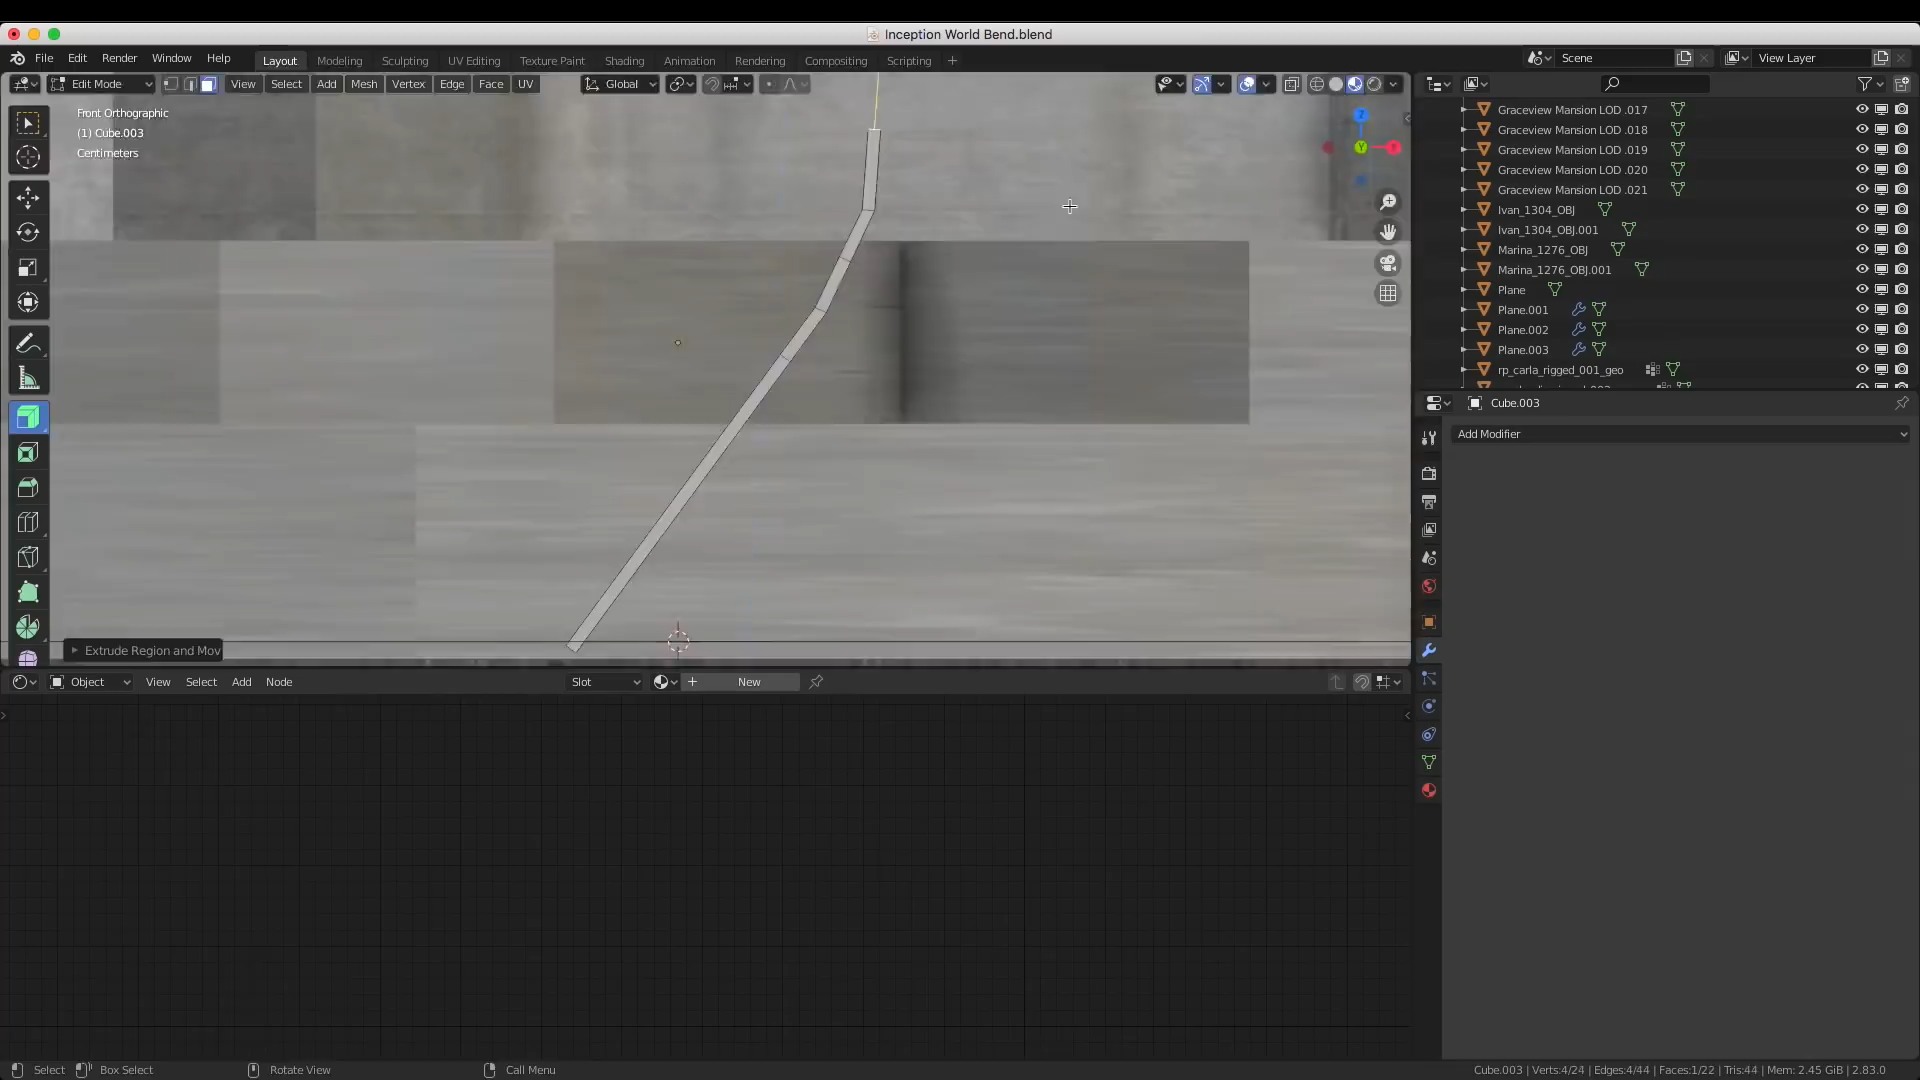 Inception World Bend.blend
File Edit Render Window Help Layout Modeling Sculpting UV Editing Texture Paint Shading Animation Rendering Compositing Scripting + Scene View Layer
Edit Mode View Select Add Mesh Vertex Edge Face UV Global
Front Orthographic
(1) Cube.003
Centimeters
Z
Y
Graceview Mansion LOD .017
Graceview Mansion LOD .018
Graceview Mansion LOD .019
Graceview Mansion LOD .020
Graceview Mansion LOD .021
Ivan_1304_OBJ
Ivan_1304_OBJ.001
Marina_1276_OBJ
Marina_1276_OBJ.001
Plane
Plane.001
Plane.002
Plane.003
rp_carla_rigged_001_geo
Cube.003
Add Modifier
Extrude Region and Mov
Object View Select Add Node Slot New
Select Box Select Rotate View Call Menu Cube.003 | Verts:4/24 | Edges:4/44 | Faces:1/22 | Tris:44 | Mem: 2.45 GiB | 2.83.0